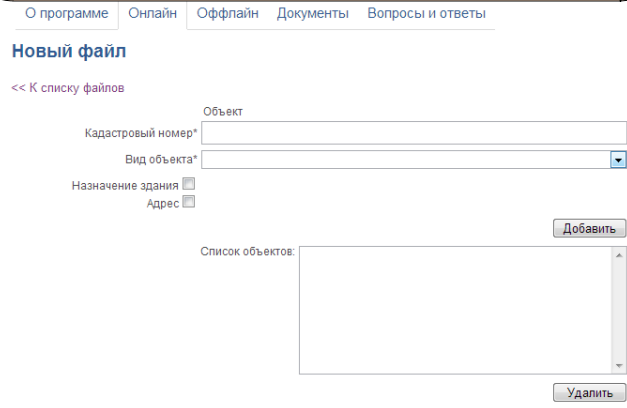 О программе Онлайн Оффлайн Документы Вопросы и ответы
Новый файл
<< К списку файлов
Объект
Кадастровый номер*
Вид объекта*
Назначение здания
Адрес
Добавить
Список объектов:
Удалить